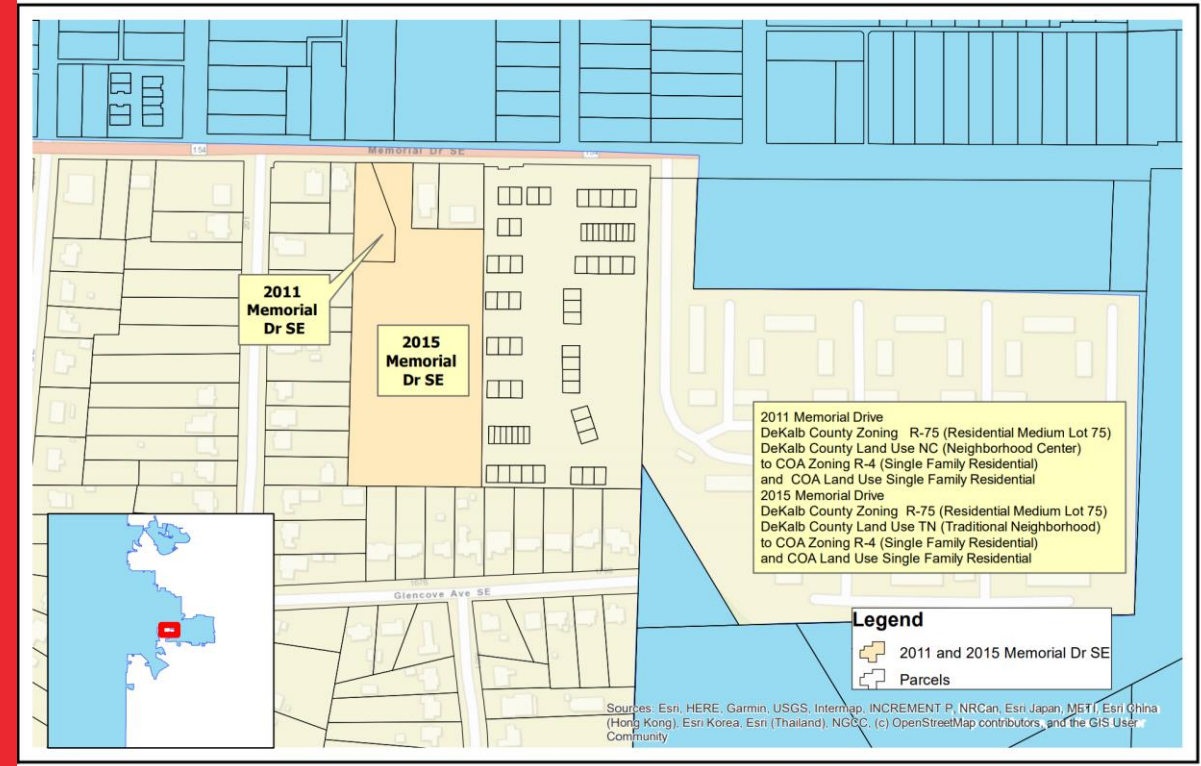 154
Memorial Dr SE
154
2011
Memorial
Dr SE
2015
Memorial
Dr SE
2011 Memorial Drive
DeKalb County Zoning R-75 (Residential Medium Lot 75)
DeKalb County Land Use NC (Neighborhood Center)
to COA Zoning R-4 (Single Family Residential)
and COA Land Use Single Family Residential
2015 Memorial Drive
DeKalb County Zoning R-75 (Residential Medium Lot 75)
DeKalb County Land Use TN (Traditional Neighborhood)
to COA Zoning R-4 (Single Family Residential)
and COA Land Use Single Family Residential
Glencove Ave SE
Legend
2011 and 2015 Memorial Dr SE
Parcels
Sources: Esri, HERE, Garmin, USGS, Intermap, INCREMENT P, NRCan, Esri Japan, METI, Esri China
(Hong Kong), Esri Korea, Esri (Thailand), NGCC, (c) OpenStreetMap contributors, and the GIS User
Community